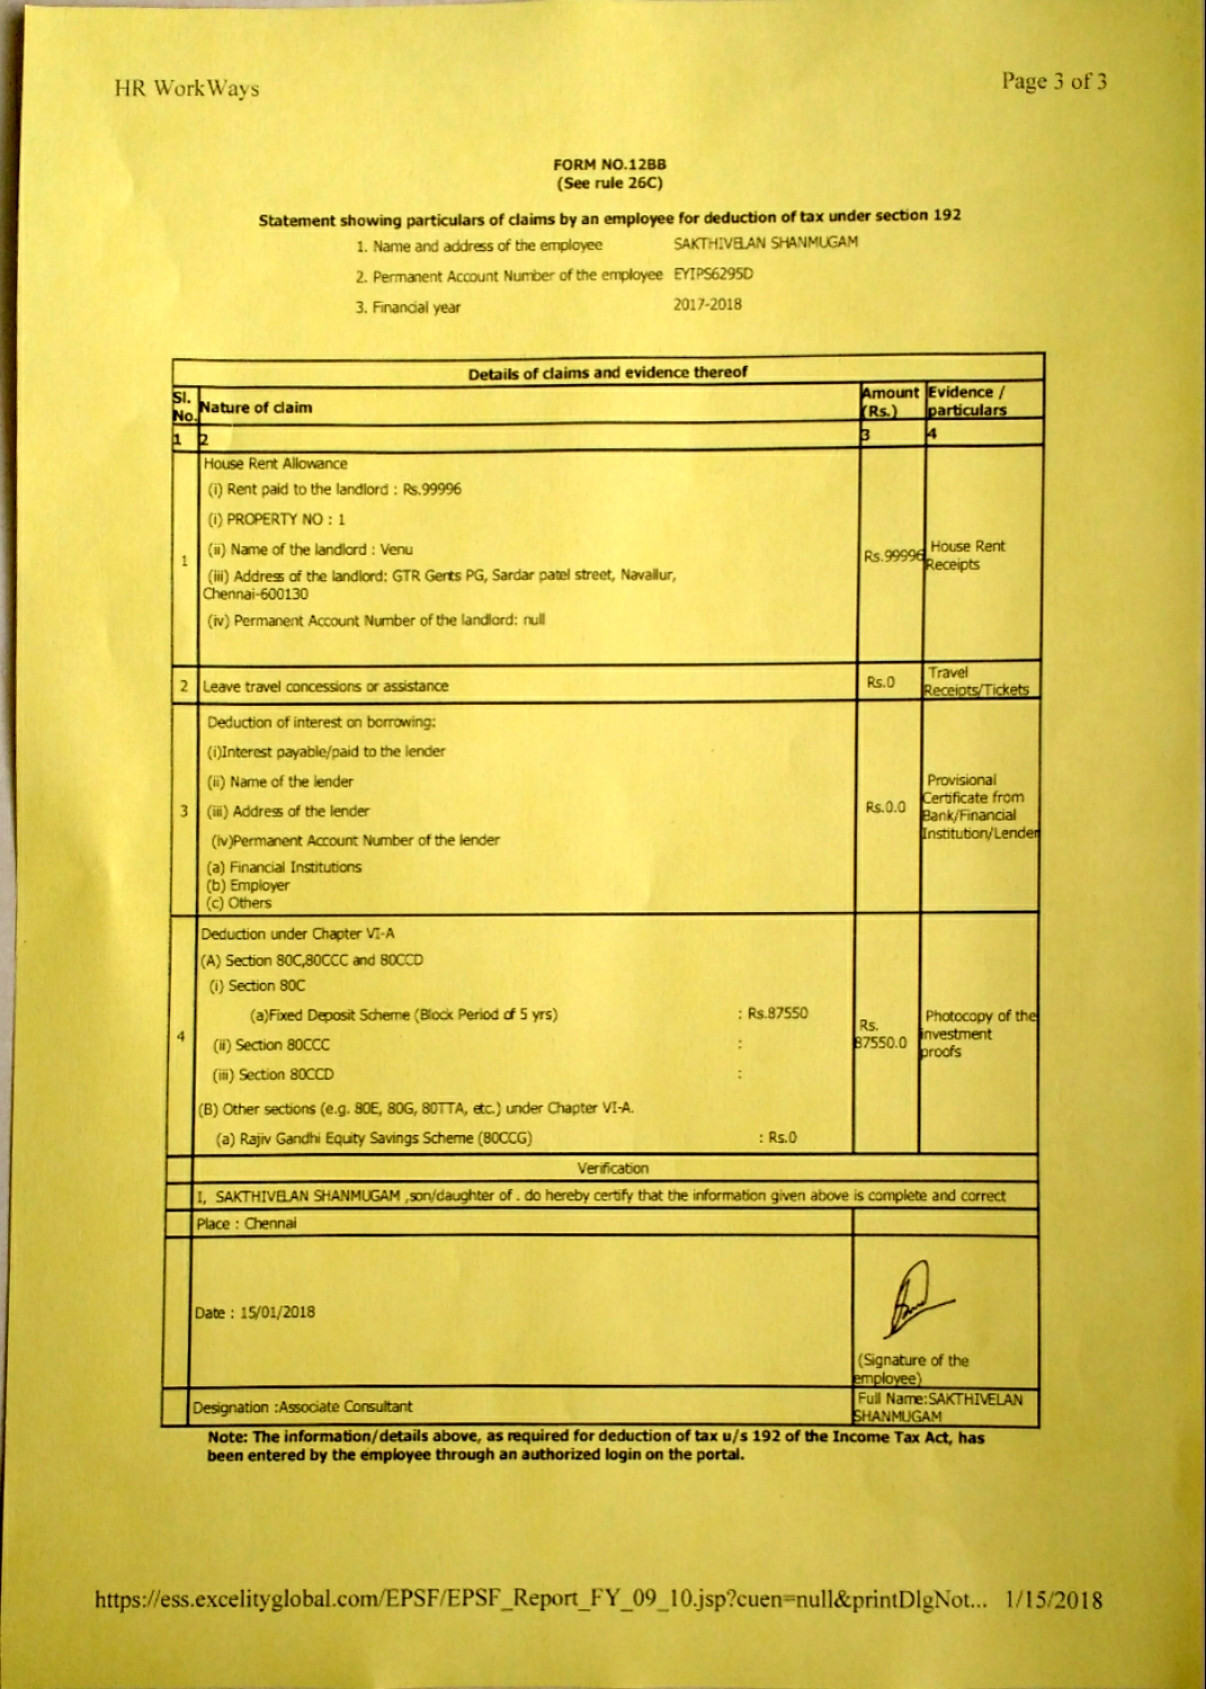 HR WorkWays
Page 3 of 3
FORM NO.12BB
(See rule 26C)
Statement showing particulars of claims by an employee for deduction of tax under section 192
1. Name and address of the employee SAKTHIVELAN SHANMUGAM
2. Permanent Account Number of the employee EYIPS6295D
3. Financial year 2017-2018
Details of claims and evidence thereof
Sl. No. Nature of claim Amount (Rs.) Evidence / particulars
1 2 3 4
House Rent Allowance
(i) Rent paid to the landlord : Rs.99996
(i) PROPERTY NO : 1
(ii) Name of the landlord : Venu
1 Rs.99996 House Rent Receipts
(iii) Address of the landlord: GTR Gerts PG, Sardar patel street, Navallur,
Chennai-600130
(iv) Permanent Account Number of the landlord: null
2 Leave travel concessions or assistance Rs.0 Travel Receipts/Tickets
Deduction of interest on borrowing:
(i)Interest payable/paid to the lender
(ii) Name of the lender
3 (iii) Address of the lender Rs.0.0 Provisional Certificate from Bank/Financial Institution/Lender
(iv)Permanent Account Number of the lender
(a) Financial Institutions
(b) Employer
(c) Others
Deduction under Chapter VI-A
(A) Section 80C,80CCC and 80CCD
(i) Section 80C
(a)Fixed Deposit Scheme (Block Period of 5 yrs) : Rs.87550
4 Rs. 87550.0 Photocopy of the investment proofs
(ii) Section 80CCC :
(iii) Section 80CCD :
(B) Other sections (e.g. 80E, 80G, 80TTA, etc.) under Chapter VI-A.
(a) Rajiv Gandhi Equity Savings Scheme (80CCG) : Rs.0
Verification
I, SAKTHIVELAN SHANMUGAM ,son/daughter of . do hereby certify that the information given above is complete and correct
Place : Chennai
Date : 15/01/2018
(Signature of the
employee)
Designation :Associate Consultant Full Name:SAKTHIVELAN SHANMUGAM
Note: The information/details above, as required for deduction of tax u/s 192 of the Income Tax Act, has
been entered by the employee through an authorized login on the portal.
https://ess.excelityglobal.com/EPSF/EPSF_Report_FY_09_10.jsp?cuen=null&printDlgNot... 1/15/2018